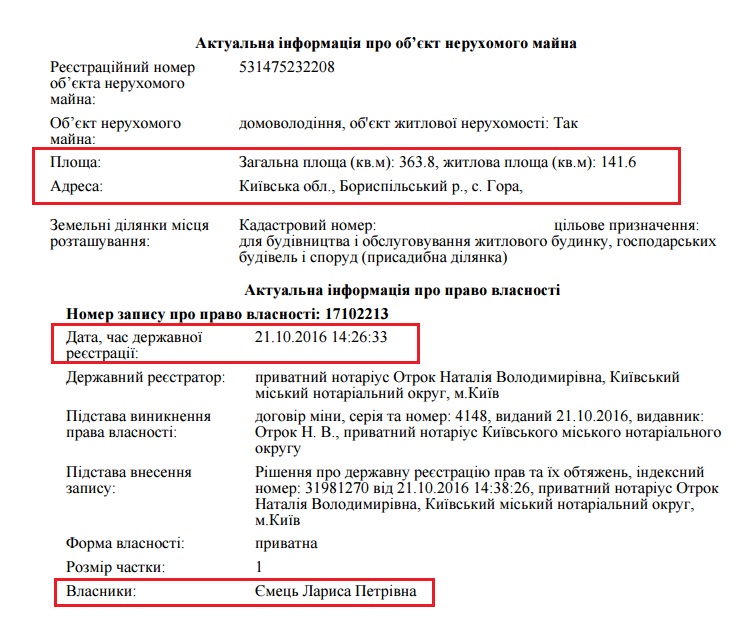 Актуальна інформація про об’єкт нерухомого майна
Реєстраційний номер об’єкта нерухомого майна: 531475232208
Об’єкт нерухомого майна: домоволодіння, об'єкт житлової нерухомості: Так
Площа: Загальна площа (кв.м): 363.8, житлова площа (кв.м): 141.6
Адреса: Київська обл., Бориспільський р., с. Гора,
Земельні ділянки місця розташування: Кадастровий номер: цільове призначення:
для будівництва і обслуговування житлового будинку, господарських
будівель і споруд (присадибна ділянка)
Актуальна інформація про право власності
Номер запису про право власності: 17102213
Дата, час державної реєстрації: 21.10.2016 14:26:33
Державний реєстратор: приватний нотаріус Отрок Наталія Володимирівна, Київський
міський нотаріальний округ, м.Київ
Підстава виникнення права власності: договір міни, серія та номер: 4148, виданий 21.10.2016, видавник:
Отрок Н. В., приватний нотаріус Київського міського нотаріального
округу
Підстава внесення запису: Рішення про державну реєстрацію прав та їх обтяжень, індексний
номер: 31981270 від 21.10.2016 14:38:26, приватний нотаріус Отрок
Наталія Володимирівна, Київський міський нотаріальний округ,
м.Київ
Форма власності: приватна
Розмір частки: 1
Власники: Ємець Лариса Петрівна